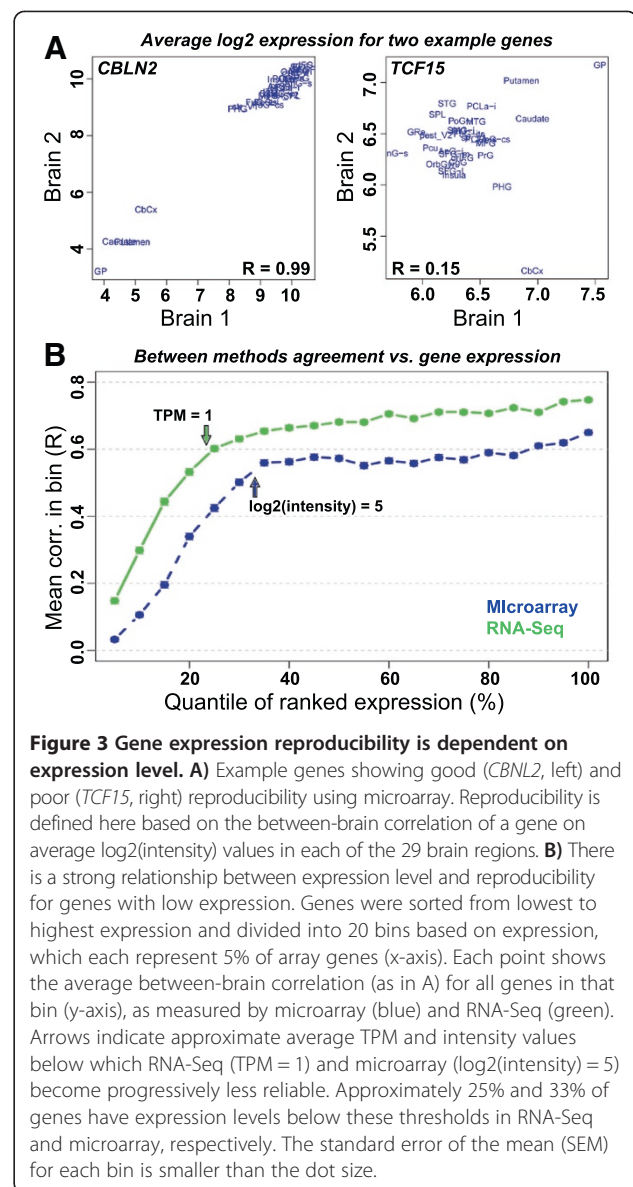 A Average log2 expression for two example genes
CBLN2
10
8
6
4
Brain 2
CbCx
GP
R = 0.99
4 5 6 7 8 9 10
Brain 1
TCF15
7.0
6.5
6.0
5.5
Brain 2
GP
Putamen
STG
PCLa-i
SPL
Caudate
PoG
MTG
GRe
Pcu
PrG
Insula
PHG
CbCx
R = 0.15
6.0 6.5 7.0 7.5
Brain 1
B Between methods agreement vs. gene expression
0.8
0.6
0.4
0.2
0.0
Mean corr. in bin (R)
TPM = 1
log2(intensity) = 5
MIcroarray
RNA-Seq
20 40 60 80 100
Quantile of ranked expression (%)
Figure 3 Gene expression reproducibility is dependent on
expression level. A) Example genes showing good (CBNL2, left) and
poor (TCF15, right) reproducibility using microarray. Reproducibility is
defined here based on the between-brain correlation of a gene on
average log2(intensity) values in each of the 29 brain regions. B) There
is a strong relationship between expression level and reproducibility
for genes with low expression. Genes were sorted from lowest to
highest expression and divided into 20 bins based on expression,
which each represent 5% of array genes (x-axis). Each point shows
the average between-brain correlation (as in A) for all genes in that
bin (y-axis), as measured by microarray (blue) and RNA-Seq (green).
Arrows indicate approximate average TPM and intensity values
below which RNA-Seq (TPM = 1) and microarray (log2(intensity) = 5)
become progressively less reliable. Approximately 25% and 33% of
genes have expression levels below these thresholds in RNA-Seq
and microarray, respectively. The standard error of the mean (SEM)
for each bin is smaller than the dot size.